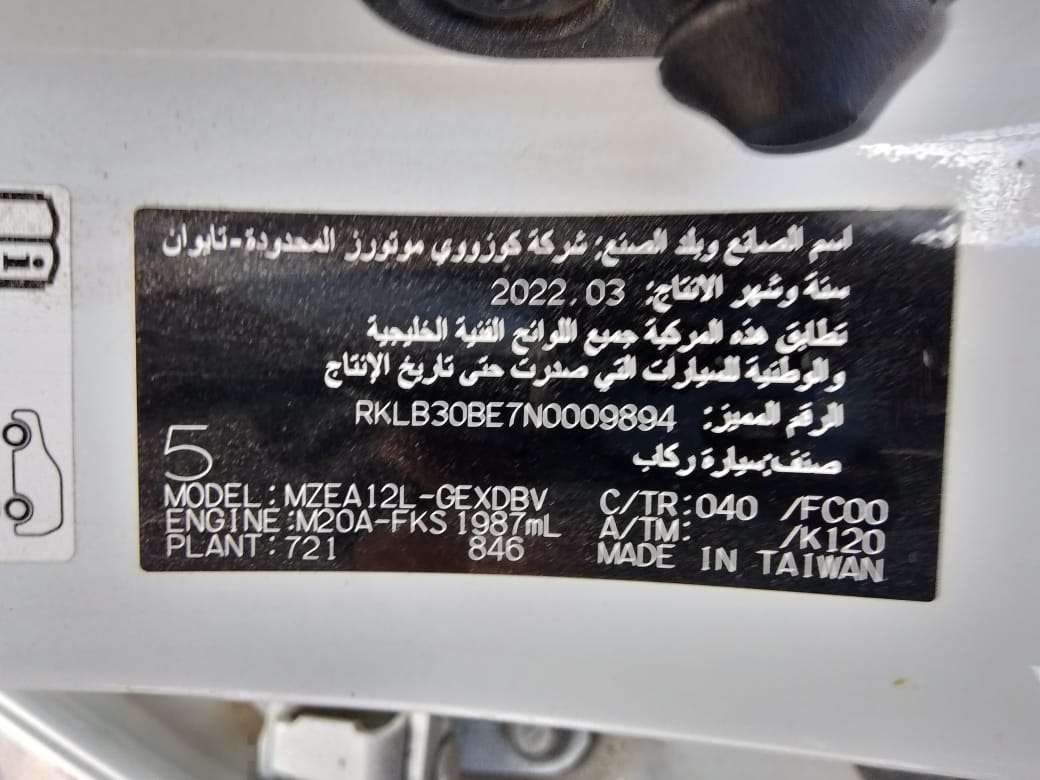 اسم الصانع وبلد الصنع: شركة كوزووي موتورز المحدودة-تايوان
سنة وشهر الانتاج: 2022.03
تطابق هذه المركبة جميع اللوائح الفنية الخليجية
والوطنية للسيارات التي صدرت حتى تاريخ الإنتاج
الرقم المميز: RKLB30BE7N0009894
صنف:سيارة ركاب
5
MODEL:MZEA12L-GEXDBV C/TR:040 /FC00
ENGINE:M20A-FKS 1987mL A/TM: /K120
PLANT:721 846 MADE IN TAIWAN
i